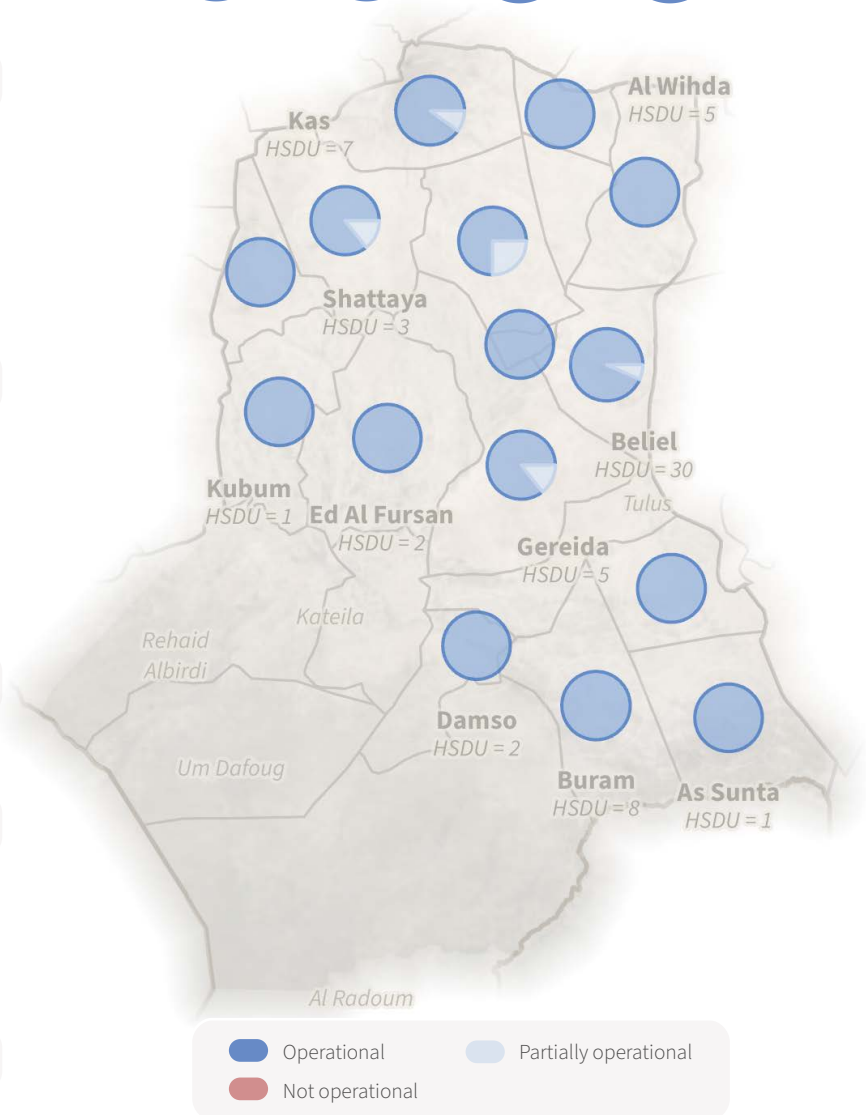 Al Wihda
HSDU = 5
Kas
HSDU = 7
Shattaya
HSDU = 3
Beliel
HSDU = 30
Kubum
HSDU = 1
Tulus
Ed Al Fursan
HSDU = 2
Gereida
HSDU = 5
Kateila
Rehaid
Albirdi
Damso
HSDU = 2
Um Dafoug
Buram
HSDU = 8
As Sunta
HSDU = 1
Al Radoum
Operational
Partially operational
Not operational